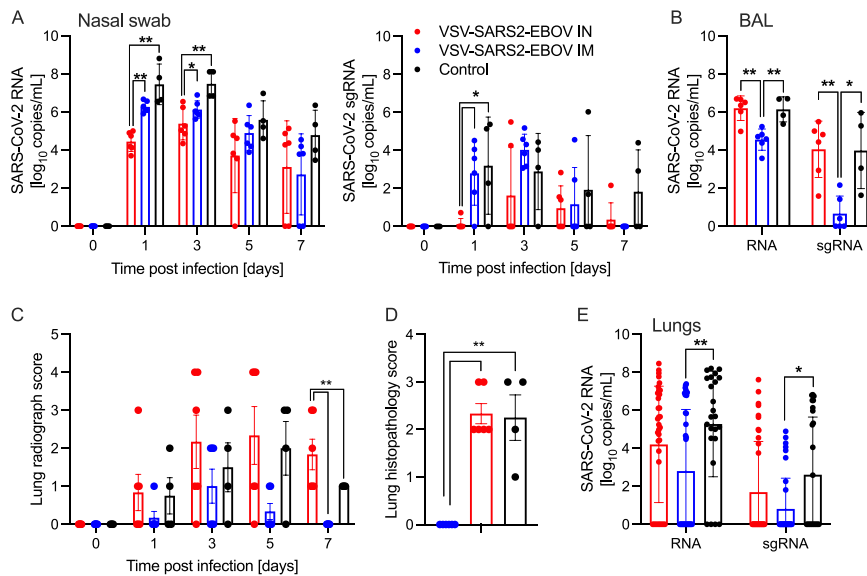 A Nasal swab
SARS-CoV-2 RNA
[log10 copies/mL]
10
8
6
4
2
0
** ** * **
0 1 3 5 7
Time post infection [days]
SARS-CoV-2 sgRNA
[log10 copies/mL]
10
8
6
4
2
0
VSV-SARS2-EBOV IN
VSV-SARS2-EBOV IM
Control
*
0 1 3 5 7
Time post infection [days]
B BAL
SARS-CoV-2 RNA
[log10 copies/mL]
10
8
6
4
2
0
** ** ** *
RNA sgRNA
C
Lung radiograph score
5
4
3
2
1
0
**
0 1 3 5 7
Time post infection [days]
D
Lung histopathology score
4
3
2
1
0
**
E Lungs
SARS-CoV-2 RNA
[log10 copies/mL]
10
8
6
4
2
0
** *
RNA sgRNA